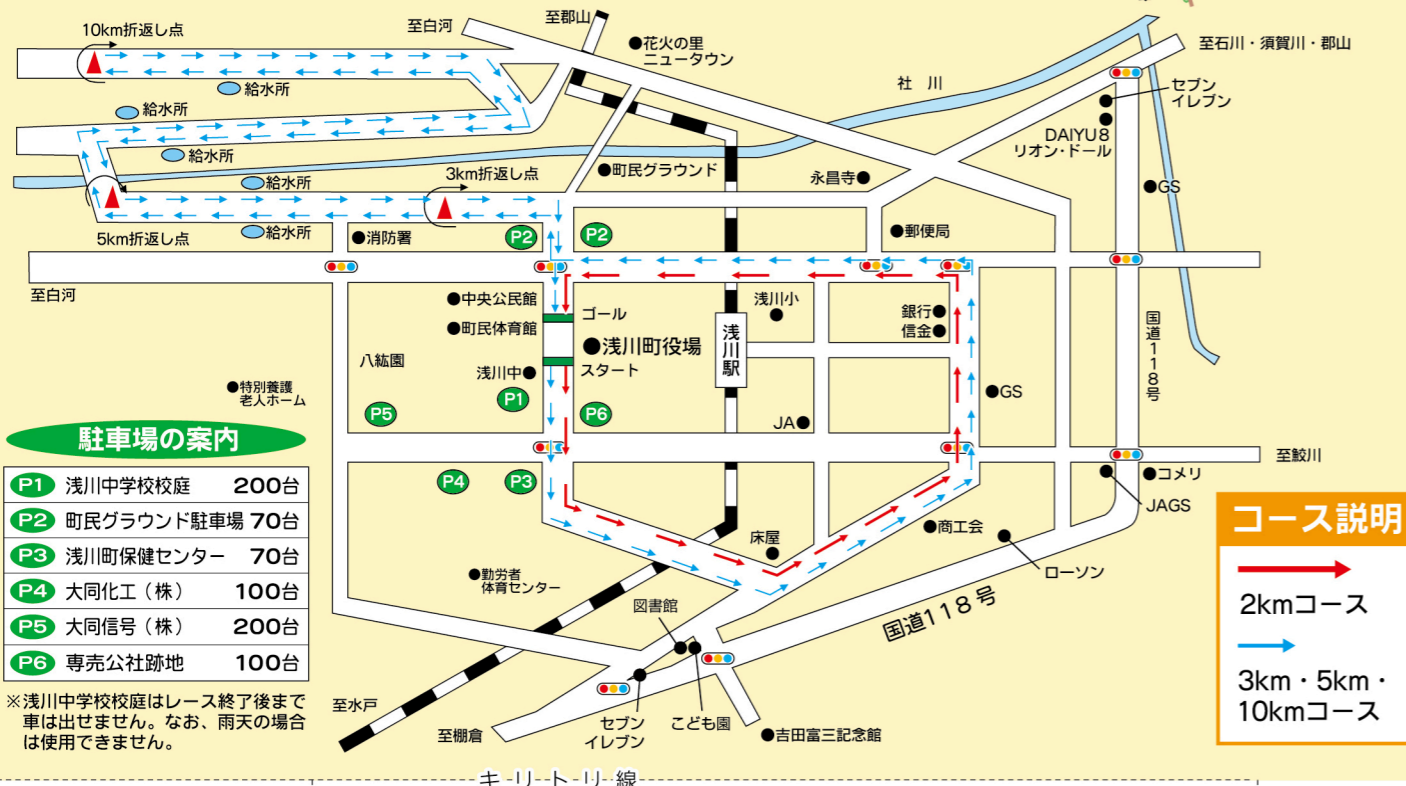 10km折返し点
至白河
至郡山
花火の里
ニュータウン
至石川・須賀川・郡山
社川
セブン
イレブン
DAIYU8
リオン・ドール
給水所
給水所
給水所
給水所
3km折返し点
町民グラウンド
永昌寺
GS
5km折返し点
給水所
消防署
P2
P2
郵便局
至白河
中央公民館
町民体育館
ゴール
浅川町役場
スタート
浅川中
浅川駅
浅川小
銀行
信金
国道118号
八紘園
特別養護
老人ホーム
P5
P1
P6
JA
GS
至鮫川
P4
P3
コメリ
JAGS
床屋
商工会
ローソン
勤労者
体育センター
図書館
国道118号
至水戸
至棚倉
セブン
イレブン
こども園
吉田富三記念館
駐車場の案内
P1 浅川中学校校庭 200台
P2 町民グラウンド駐車場 70台
P3 浅川町保健センター 70台
P4 大同化工（株） 100台
P5 大同信号（株） 200台
P6 専売公社跡地 100台
※浅川中学校校庭はレース終了後まで
車は出せません。なお、雨天の場合
は使用できません。
コース説明
2kmコース
3km・5km・
10kmコース
キリトリ線